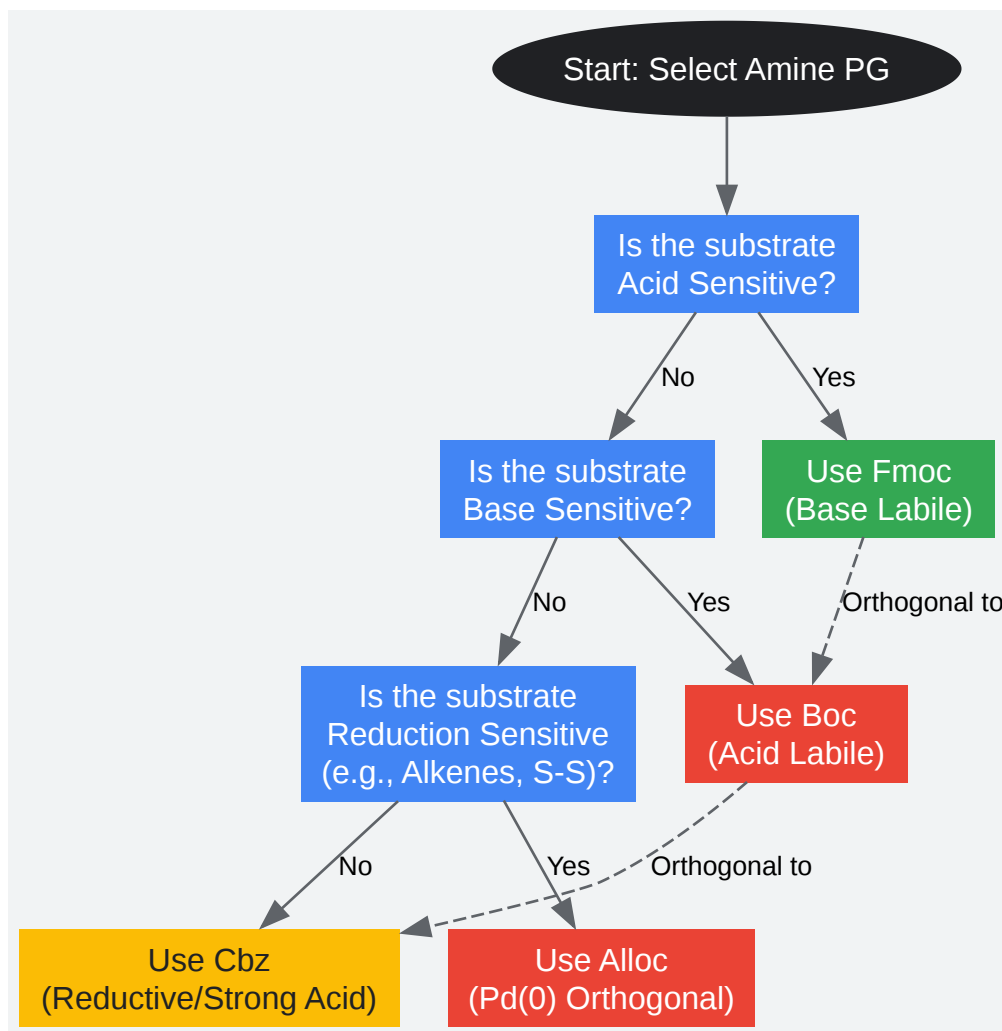 Start: Select Amine PG
Is the substrate
Acid Sensitive?
No
Yes
Is the substrate
Base Sensitive?
Use Fmoc
(Base Labile)
No
Yes
Orthogonal to
Is the substrate
Reduction Sensitive
(e.g., Alkenes, S-S)?
Use Boc
(Acid Labile)
No
Yes
Orthogonal to
Use Cbz
(Reductive/Strong Acid)
Use Alloc
(Pd(0) Orthogonal)